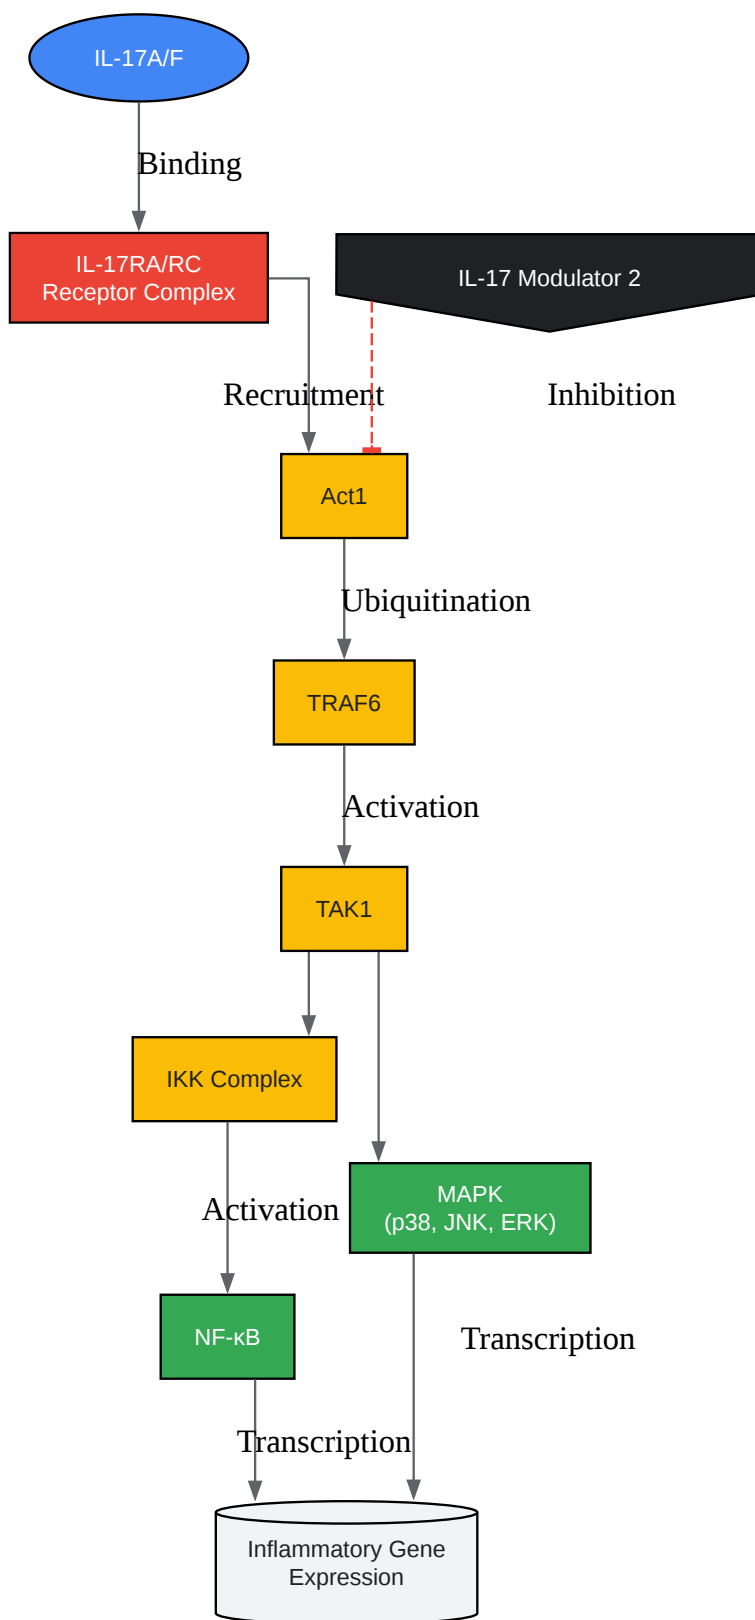 IL-17A/F
Binding
IL-17RA/RC
Receptor Complex
IL-17 Modulator 2
Recruitment
Inhibition
Act1
Ubiquitination
TRAF6
Activation
TAK1
IKK Complex
MAPK
(p38, JNK, ERK)
Activation
NF-κB
Transcription
Transcription
Inflammatory Gene
Expression